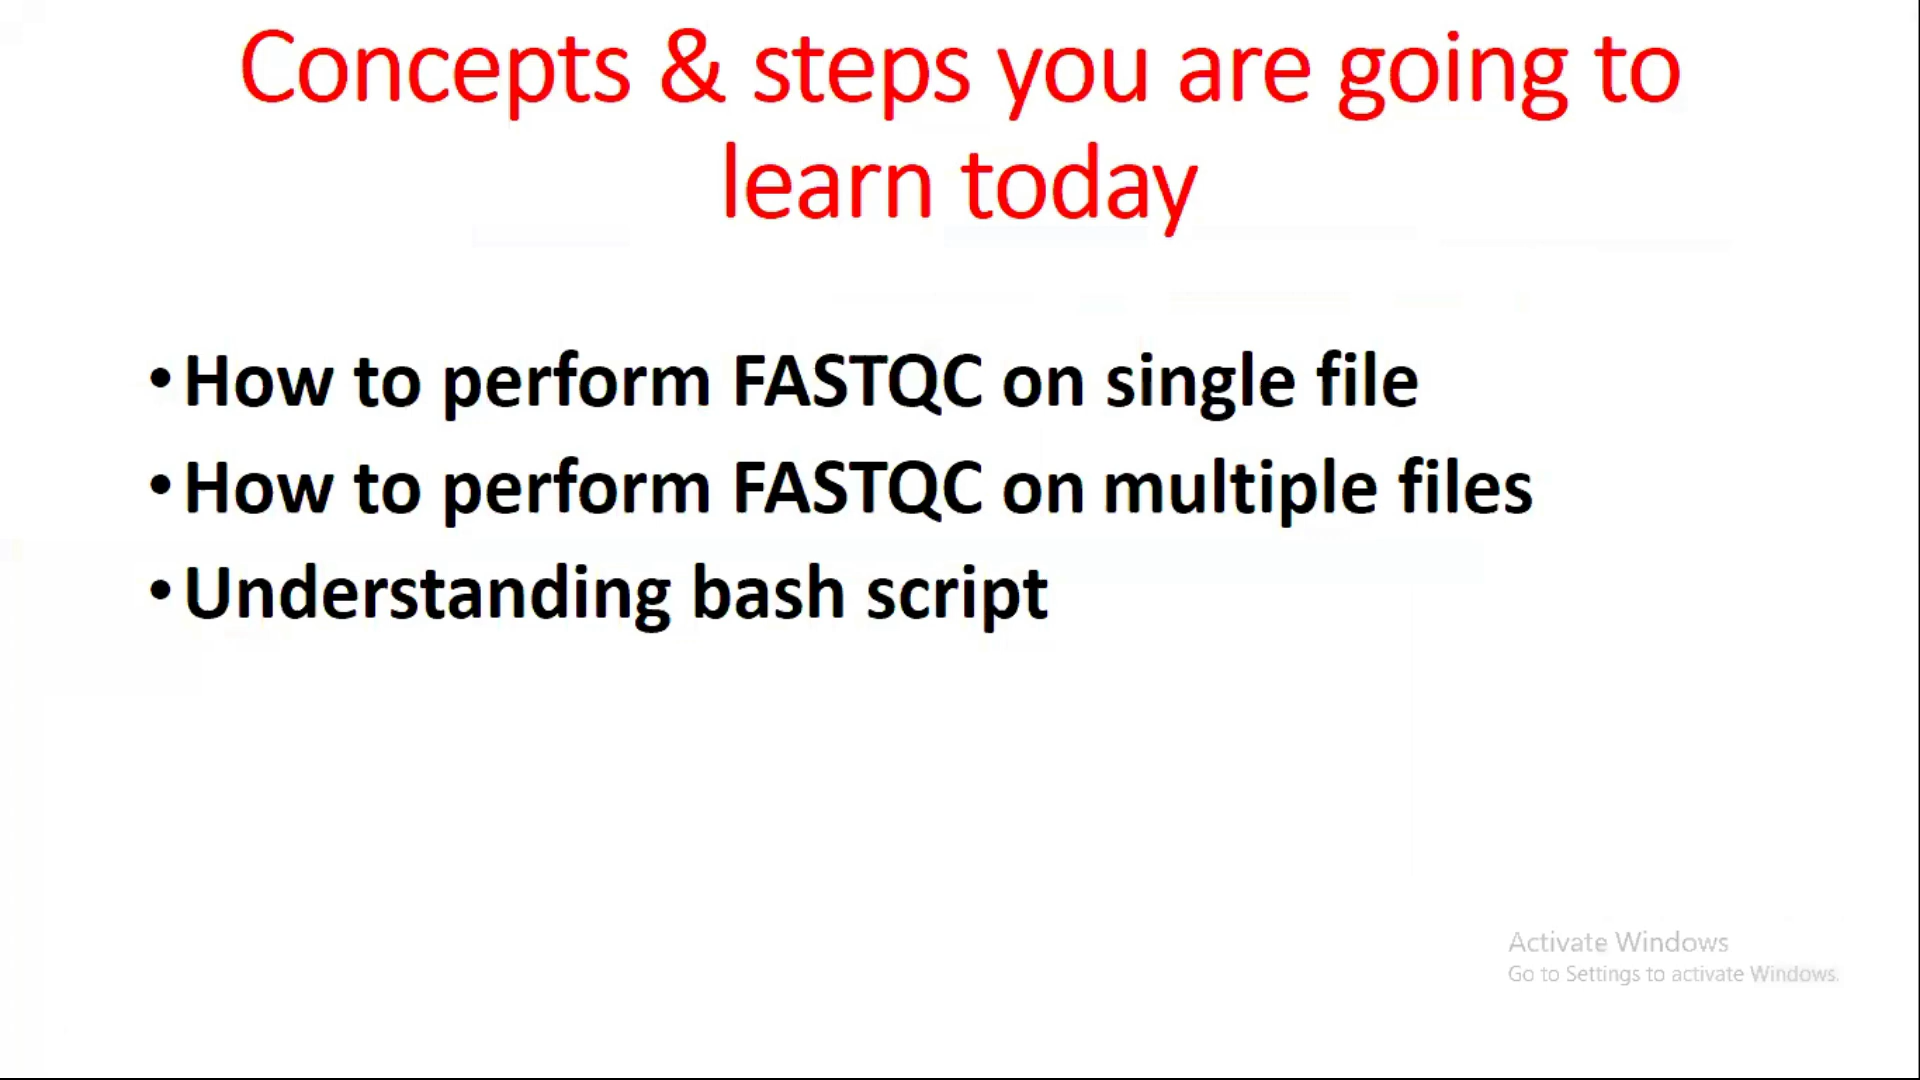 Concepts & steps you are going to
learn today
•How to perform FASTQC on single file
•How to perform FASTQC on multiple files
•Understanding bash script
Activate Windows
Go to Settings to activate Windows.